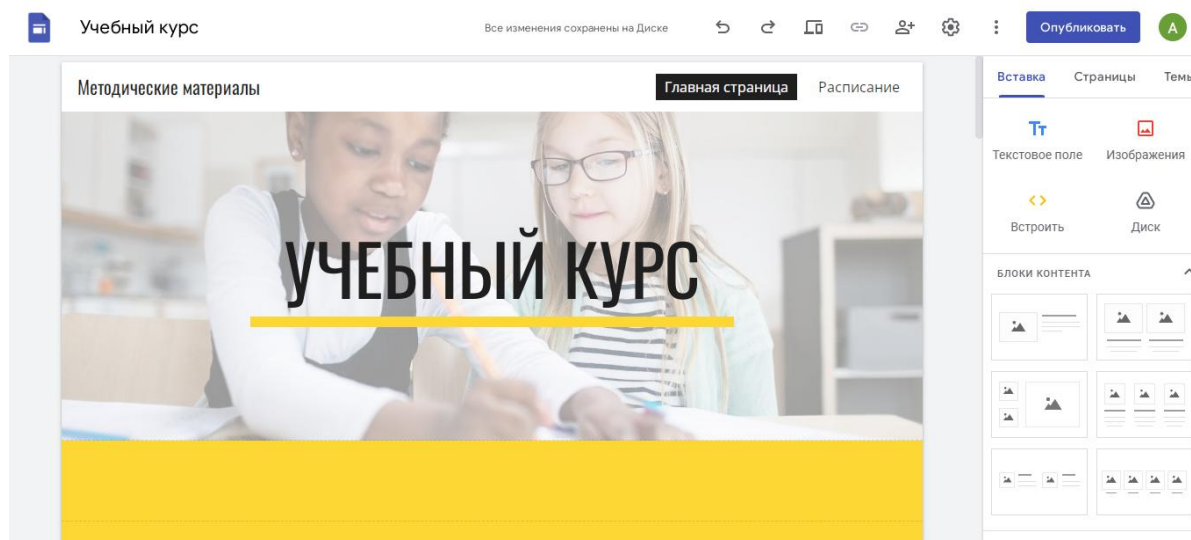 Учебный курс
Все изменения сохранены на Диске
Опубликовать
A
Методические материалы
Главная страница
Расписание
УЧЕБНЫЙ КУРС
Вставка
Страницы
Темы
Текстовое поле
Изображения
Встроить
Диск
БЛОКИ КОНТЕНТА